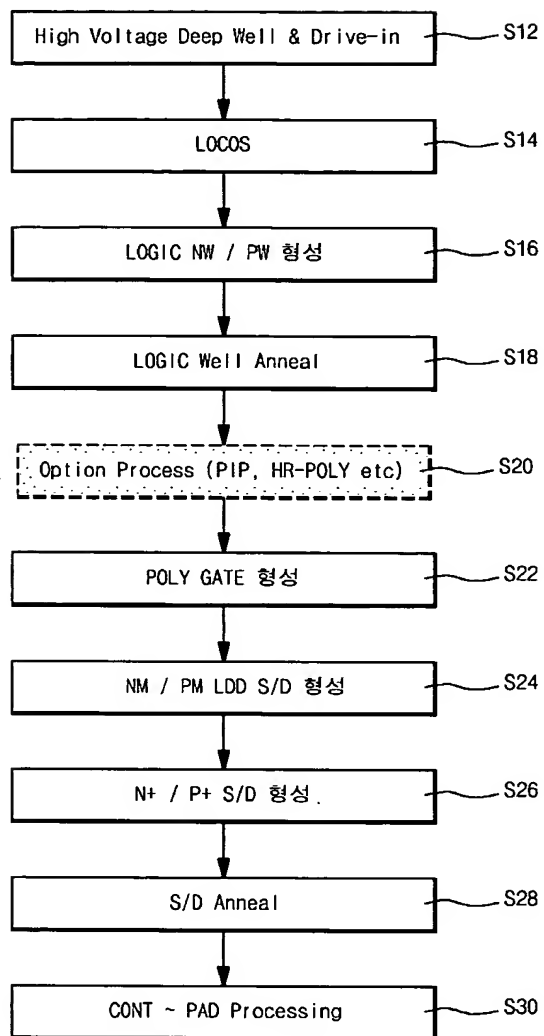 High Voltage Deep Well & Drive-in S12
LOCOS S14
LOGIC NW / PW 형성 S16
LOGIC Well Anneal S18
Option Process (PIP, HR-POLY etc) S20
POLY GATE 형성 S22
NM / PM LDD S/D 형성 S24
N+ / P+ S/D 형성 S26
S/D Anneal S28
CONT ~ PAD Processing S30